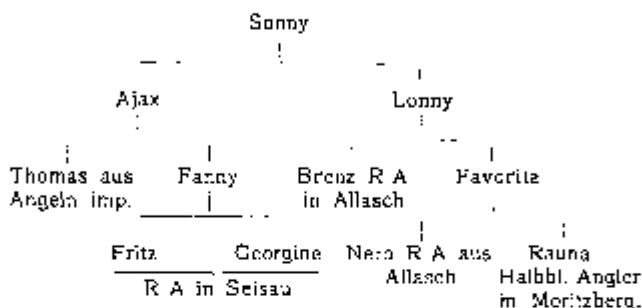 Sonny
Ajax Lonny
Thomas aus Fanny Bronz R A Favorite
Angeln imp. in Allasch
Fritz Georgine Nero R A aus Rauna
R A in Seisau Allasch Halbbl. Angler
in Moritzberg.